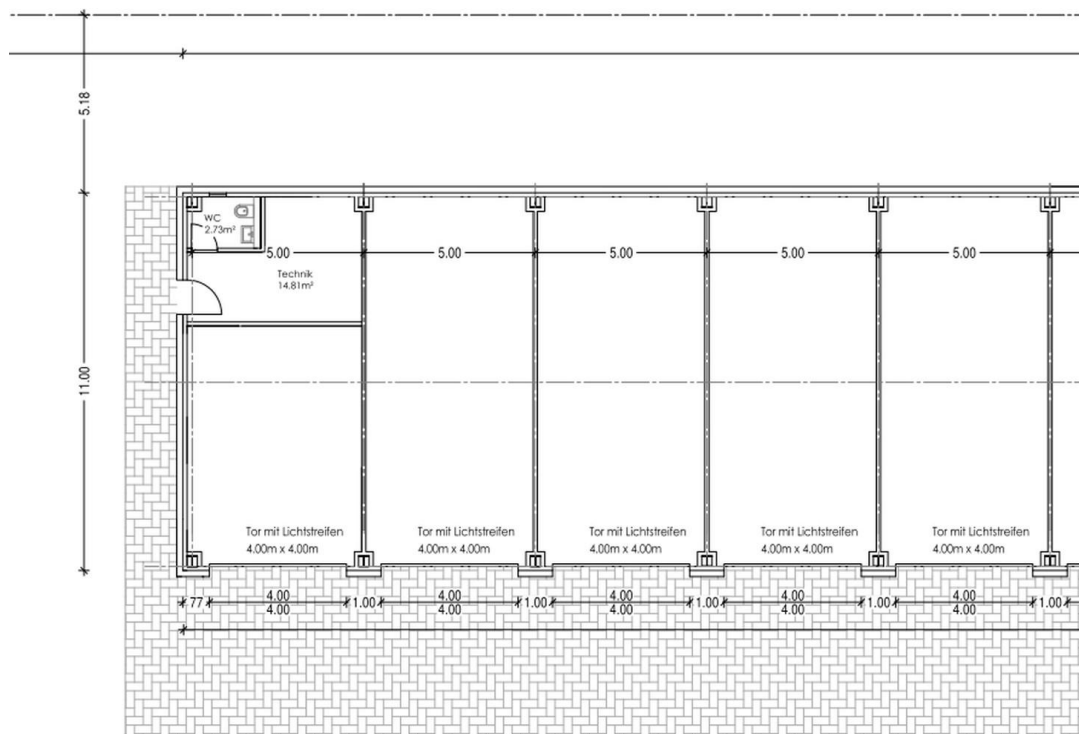 5.18
WC
2.73m²
5.00
5.00
5.00
5.00
5.00
Technik
14.81m²
11.00
Tor mit Lichtstreifen
4.00m x 4.00m
Tor mit Lichtstreifen
4.00m x 4.00m
Tor mit Lichtstreifen
4.00m x 4.00m
Tor mit Lichtstreifen
4.00m x 4.00m
Tor mit Lichtstreifen
4.00m x 4.00m
77 4.00 1.00 4.00 1.00 4.00 1.00 4.00 1.00 4.00 1.00
4.00 4.00 4.00 4.00 4.00